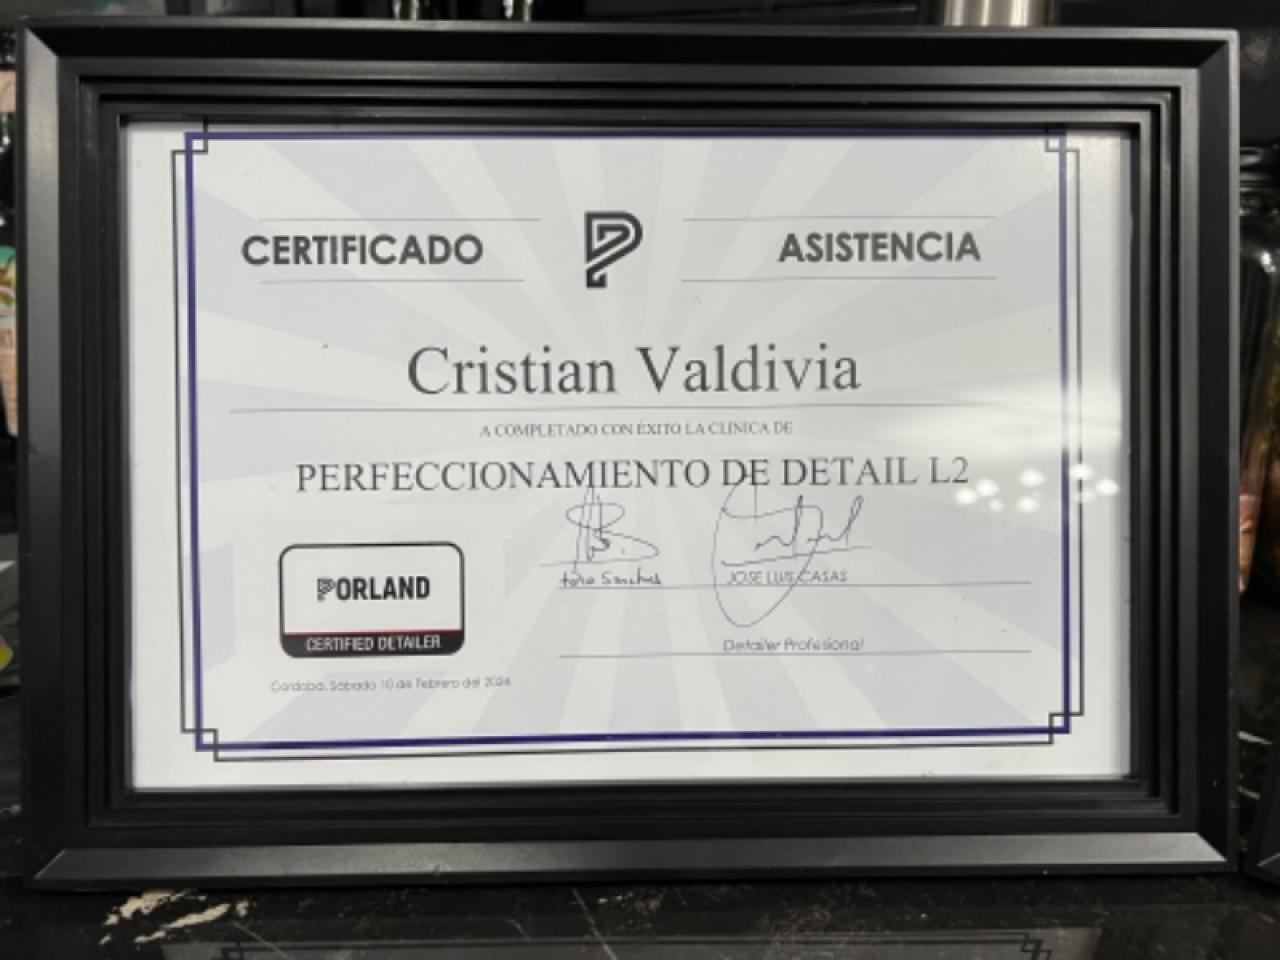 CERTIFICADO
P
ASISTENCIA
Cristian Valdivia
A COMPLETADO CON ÉXITO LA CLINICA DE
PERFECCIONAMIENTO DE DETAIL L2
JOSE LUIS CASAS
PORLAND
CERTIFIED DETAILER
Detailer Profesional
Cordoba, Sábado 10 de Febrero del